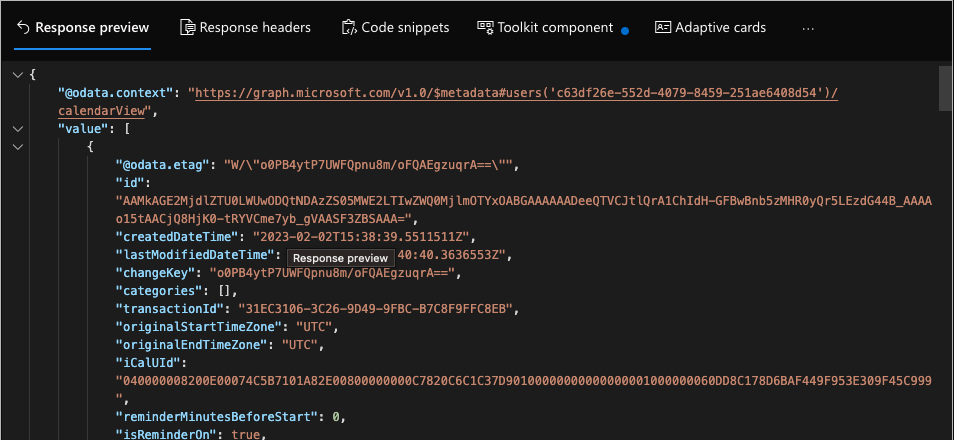 Response preview
Response headers
Code snippets
Toolkit component
Adaptive cards
...
{
"@odata.context": "https://graph.microsoft.com/v1.0/$metadata#users('c63df26e-552d-4079-8459-251ae6408d54')/
calendarView",
"value": [
{
"@odata.etag": "W/\"o0PB4ytP7UWFQpnu8m/oFQAEgzuqrA==\"",
"id":
"AAMkAGE2MjdlZTU0LWUwODQtNDAzZS05MWE2LTIwZWQ0MjlmOTYxOABGAAAAAADeeQTVCJtlQrA1ChIdH-GFBwBnb5zMHR0yQr5LEzdG44B_AAAA
o15tAACjQ8HjK0-tRYVCme7yb_gVAASF3ZBSAAA=",
"createdDateTime": "2023-02-02T15:38:39.5511511Z",
"lastModifiedDateTime": 40:40.3636553Z",
Response preview
"changeKey": "o0PB4ytP7UWFQpnu8m/oFQAEgzuqrA==",
"categories": [],
"transactionId": "31EC3106-3C26-9D49-9FBC-B7C8F9FFC8EB",
"originalStartTimeZone": "UTC",
"originalEndTimeZone": "UTC",
"iCalUId":
"040000008200E00074C5B7101A82E00800000000C7820C6C1C37D901000000000000000010000000060DD8C178D6BAF449F953E309F45C999
",
"reminderMinutesBeforeStart": 0,
"isReminderOn": true,